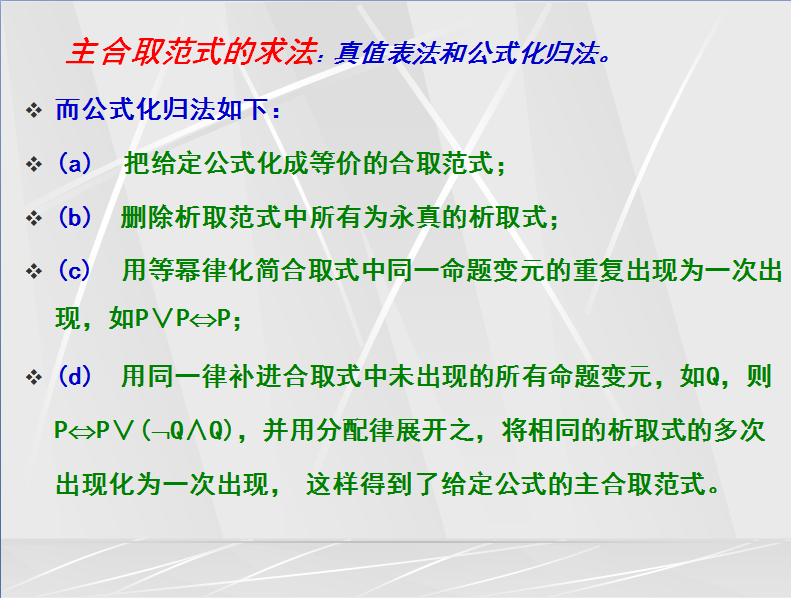 主合取范式的求法：真值表法和公式化归法。
❖ 而公式化归法如下：
❖ (a) 把给定公式化成等价的合取范式；
❖ (b) 删除析取范式中所有为永真的析取式；
❖ (c) 用等幂律化简合取式中同一命题变元的重复出现为一次出
现，如P∨P⇔P；
❖ (d) 用同一律补进合取式中未出现的所有命题变元，如Q，则
P⇔P∨(¬Q∧Q)，并用分配律展开之，将相同的析取式的多次
出现化为一次出现， 这样得到了给定公式的主合取范式。